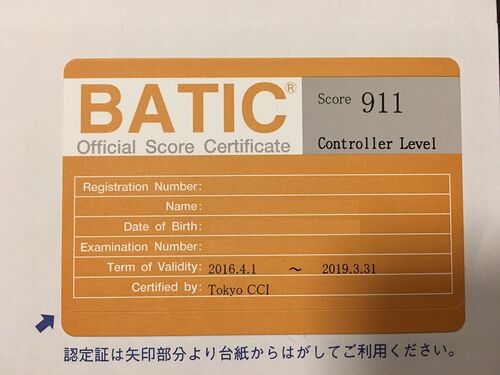 BATIC®
Official Score Certificate
Score 911
Controller Level
Registration Number:
Name:
Date of Birth:
Examination Number:
Term of Validity: 2016.4.1 ～ 2019.3.31
Certified by: Tokyo CCI
認定証は矢印部分より台紙からはがしてご利用ください。